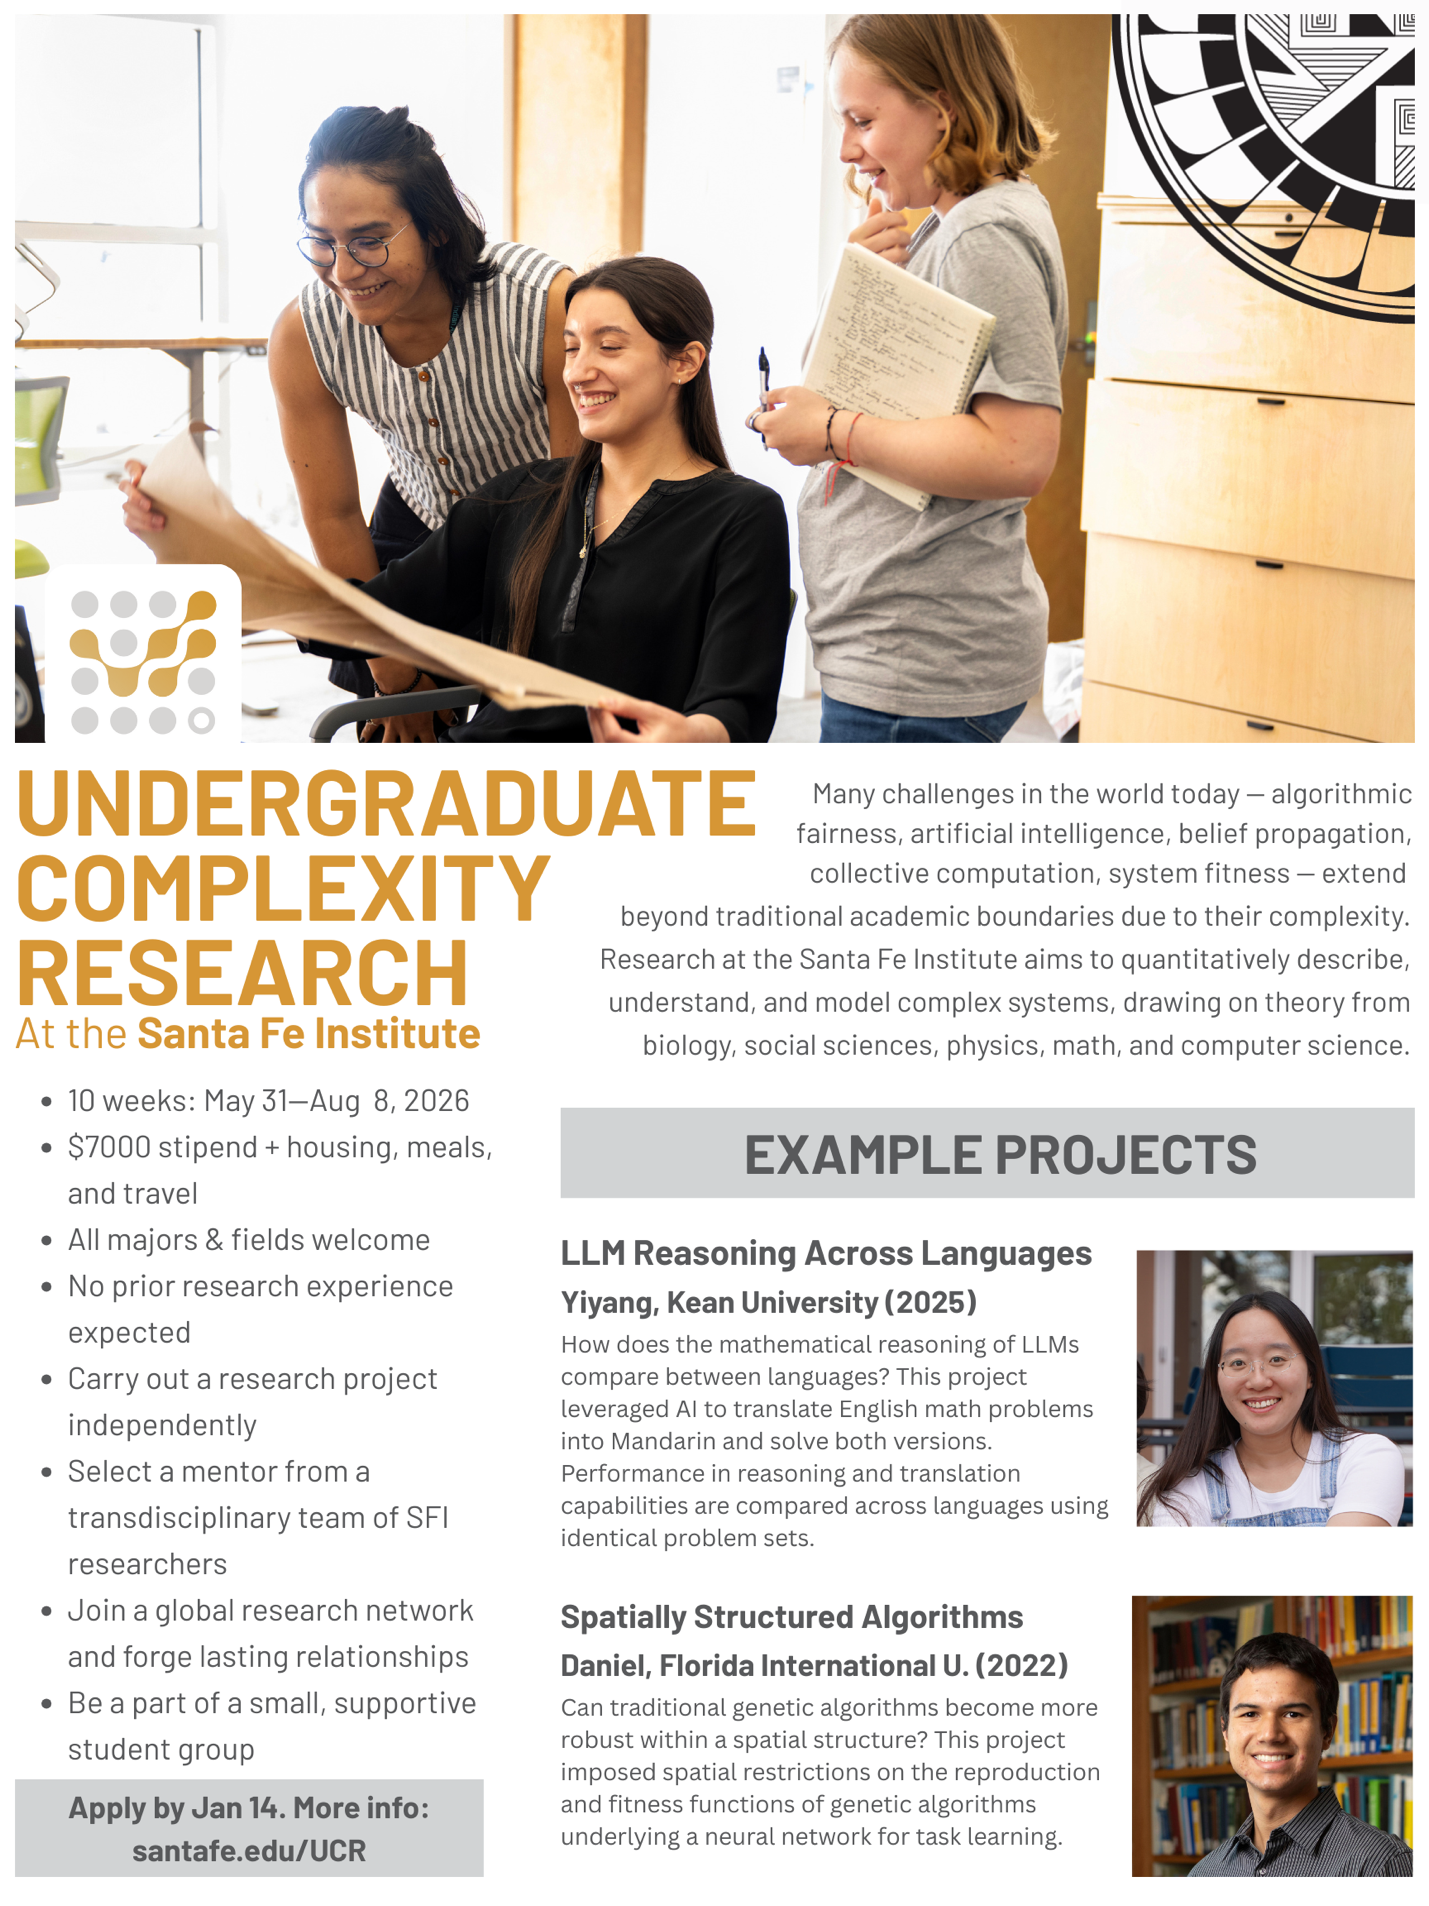 UNDERGRADUATE
COMPLEXITY
RESEARCH
At the Santa Fe Institute
Many challenges in the world today — algorithmic
fairness, artificial intelligence, belief propagation,
collective computation, system fitness — extend
beyond traditional academic boundaries due to their complexity.
Research at the Santa Fe Institute aims to quantitatively describe,
understand, and model complex systems, drawing on theory from
biology, social sciences, physics, math, and computer science.
• 10 weeks: May 31—Aug 8, 2026
• $7000 stipend + housing, meals,
and travel
• All majors & fields welcome
• No prior research experience
expected
• Carry out a research project
independently
• Select a mentor from a
transdisciplinary team of SFI
researchers
• Join a global research network
and forge lasting relationships
• Be a part of a small, supportive
student group
Apply by Jan 14. More info:
santafe.edu/UCR
EXAMPLE PROJECTS
LLM Reasoning Across Languages
Yiyang, Kean University (2025)
How does the mathematical reasoning of LLMs
compare between languages? This project
leveraged AI to translate English math problems
into Mandarin and solve both versions.
Performance in reasoning and translation
capabilities are compared across languages using
identical problem sets.
Spatially Structured Algorithms
Daniel, Florida International U. (2022)
Can traditional genetic algorithms become more
robust within a spatial structure? This project
imposed spatial restrictions on the reproduction
and fitness functions of genetic algorithms
underlying a neural network for task learning.